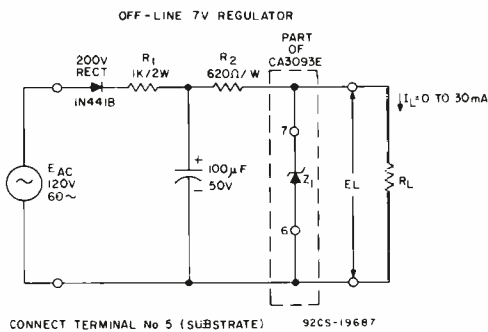 OFF-LINE 7V REGULATOR
PART
OF
CA3093E
200V
RECT
R1
1K/2W
R2
620Ω/W
1N441B
IL=0 TO 30mA
7
+
100μF
50V
−
EAC
120V
60~
Z1
EL
RL
6
CONNECT TERMINAL No 5 (SUBSTRATE)
92CS-19687